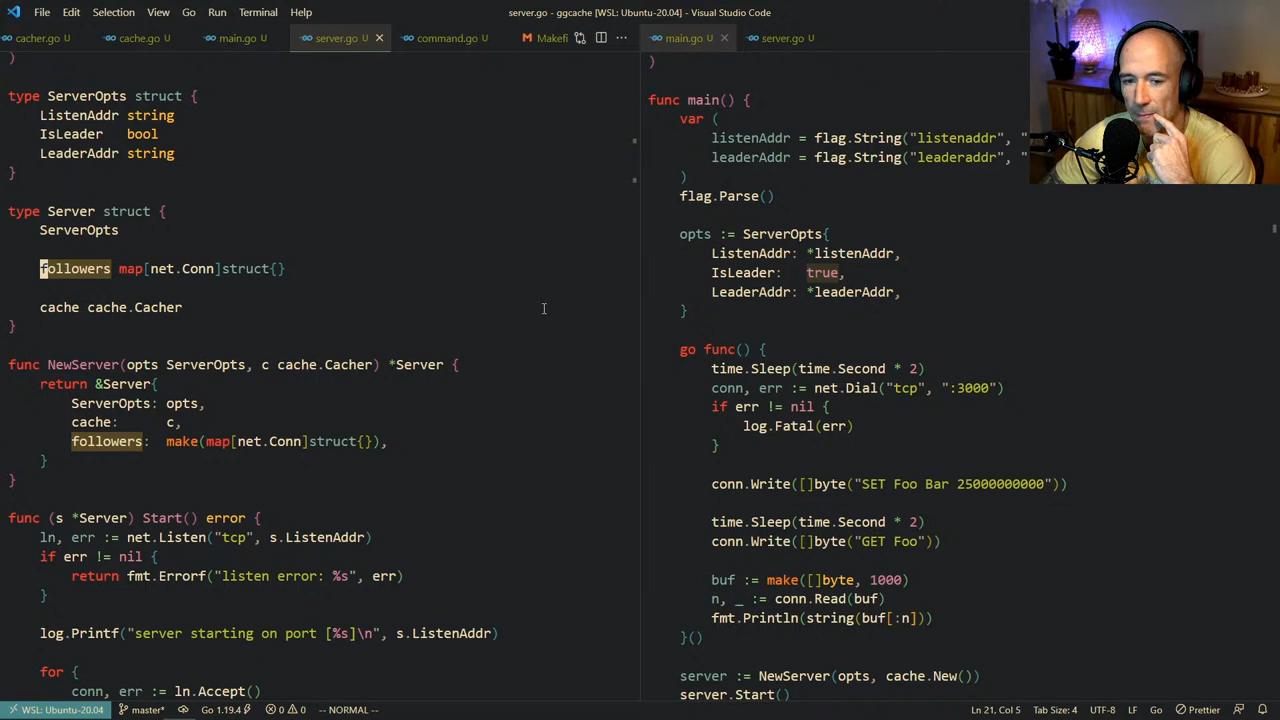 File Edit Selection View Go Run Terminal Help
server.go - ggcache [WSL: Ubuntu-20.04] - Visual Studio Code
cacher.go U cache.go U main.go U server.go U command.go U Makefi
main.go U server.go U
)
type ServerOpts struct {
ListenAddr string
IsLeader bool
LeaderAddr string
}
type Server struct {
ServerOpts
followers map[net.Conn]struct{}
cache cache.Cacher
}
func NewServer(opts ServerOpts, c cache.Cacher) *Server {
return &Server{
ServerOpts: opts,
cache: c,
followers: make(map[net.Conn]struct{}),
}
}
func (s *Server) Start() error {
ln, err := net.Listen("tcp", s.ListenAddr)
if err != nil {
return fmt.Errorf("listen error: %s", err)
}
log.Printf("server starting on port [%s]\n", s.ListenAddr)
for {
conn, err := ln.Accept()
)
func main() {
var (
listenAddr = flag.String("listenaddr", "
leaderAddr = flag.String("leaderaddr", "
)
flag.Parse()
opts := ServerOpts{
ListenAddr: *listenAddr,
IsLeader: true,
LeaderAddr: *leaderAddr,
}
go func() {
time.Sleep(time.Second * 2)
conn, err := net.Dial("tcp", ":3000")
if err != nil {
log.Fatal(err)
}
conn.Write([]byte("SET Foo Bar 25000000000"))
time.Sleep(time.Second * 2)
conn.Write([]byte("GET Foo"))
buf := make([]byte, 1000)
n, _ := conn.Read(buf)
fmt.Println(string(buf[:n]))
}()
server := NewServer(opts, cache.New())
server.Start()
WSL: Ubuntu-20.04 master* Go 1.19.4 0 0 -- NORMAL -- Ln 21, Col 5 Tab Size: 4 UTF-8 LF Go Prettier